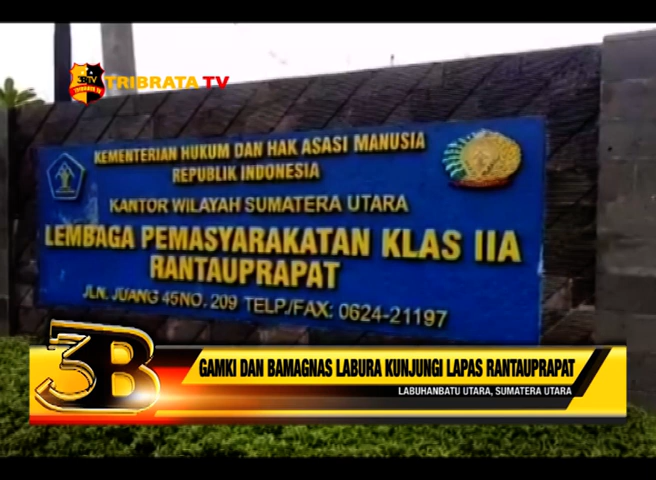 3BTV
TRIBRATA TV
KEMENTERIAN HUKUM DAN HAK ASASI MANUSIA
REPUBLIK INDONESIA
KANTOR WILAYAH SUMATERA UTARA
LEMBAGA PEMASYARAKATAN KLAS IIA
RANTAUPRAPAT
JLN. JUANG 45NO. 209 TELP/FAX: 0624-21197
3B
GAMKI DAN BAMAGNAS LABURA KUNJUNGI LAPAS RANTAUPRAPAT
LABUHANBATU UTARA, SUMATERA UTARA